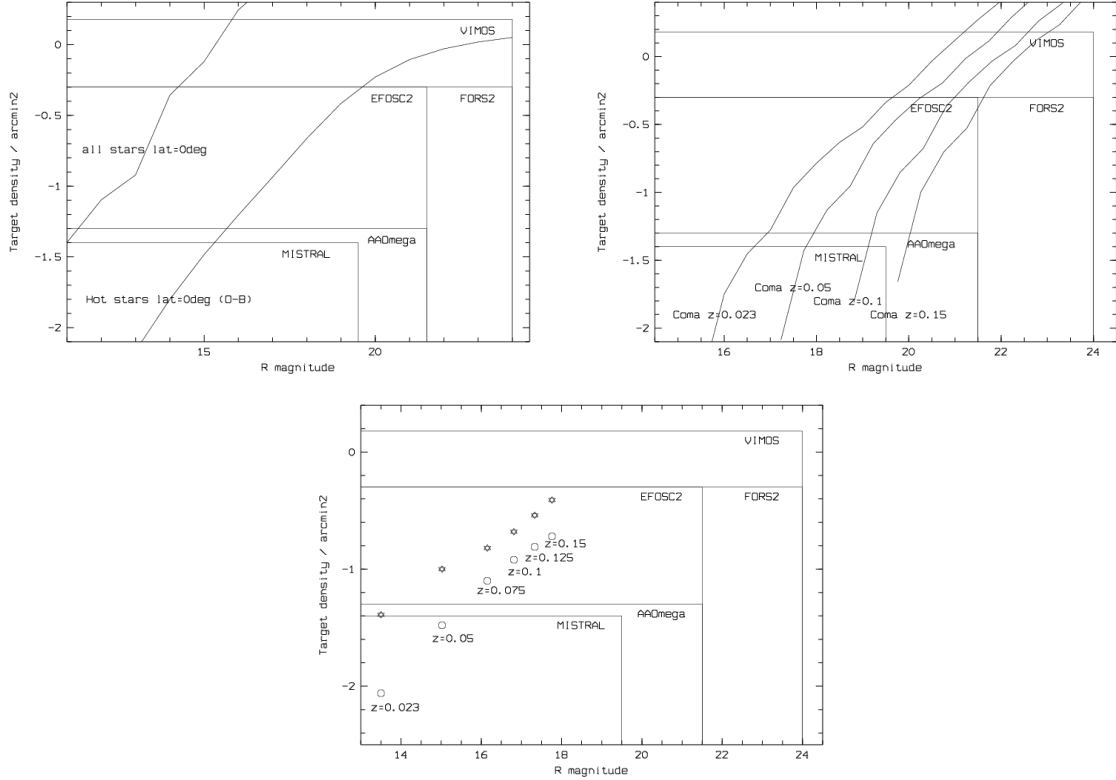 0
-0.5
-1
-1.5
-2
Target density / arcmin2
VIMOS
EFOSC2
FORS2
all stars lat=0deg
AAOmega
MISTRAL
Hot stars lat=0deg (O-B)
15
20
R magnitude
0
-0.5
-1
-1.5
-2
Target density / arcmin2
VIMOS
EFOSC2
FORS2
AAOmega
MISTRAL
Coma z=0.05
Coma z=0.1
Coma z=0.023
Coma z=0.15
16
18
20
22
24
R magnitude
0
-1
-2
Target density / arcmin2
VIMOS
EFOSC2
FORS2
z=0.15
z=0.125
z=0.1
z=0.075
AAOmega
MISTRAL
z=0.05
z=0.023
14
16
18
20
22
24
R magnitude